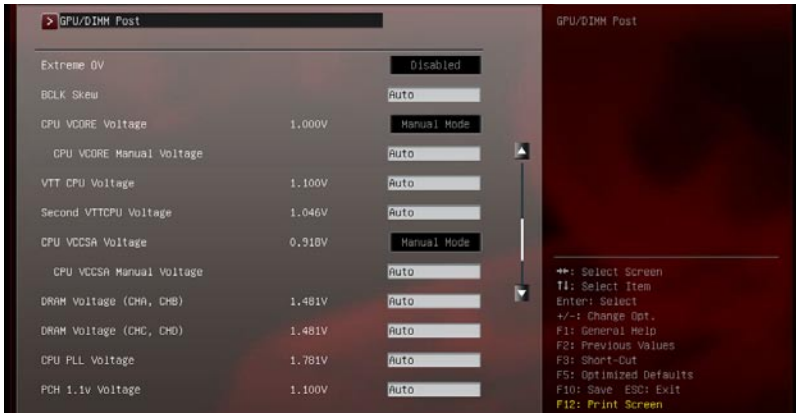 > GPU/DIMM Post
Extreme OV Disabled
BCLK Skew Auto
CPU VCORE Voltage 1.000V Manual Mode
CPU VCORE Manual Voltage Auto
VTT CPU Voltage 1.100V Auto
Second VTTCPU Voltage 1.046V Auto
CPU VCCSA Voltage 0.918V Manual Mode
CPU VCCSA Manual Voltage Auto
DRAM Voltage (CHA, CHB) 1.481V Auto
DRAM Voltage (CHC, CHD) 1.481V Auto
CPU PLL Voltage 1.781V Auto
PCH 1.1v Voltage 1.100V Auto
GPU/DIMM Post
→←: Select Screen
↑↓: Select Item
Enter: Select
+/-: Change Opt.
F1: General Help
F2: Previous Values
F3: Short-Cut
F5: Optimized Defaults
F10: Save ESC: Exit
F12: Print Screen